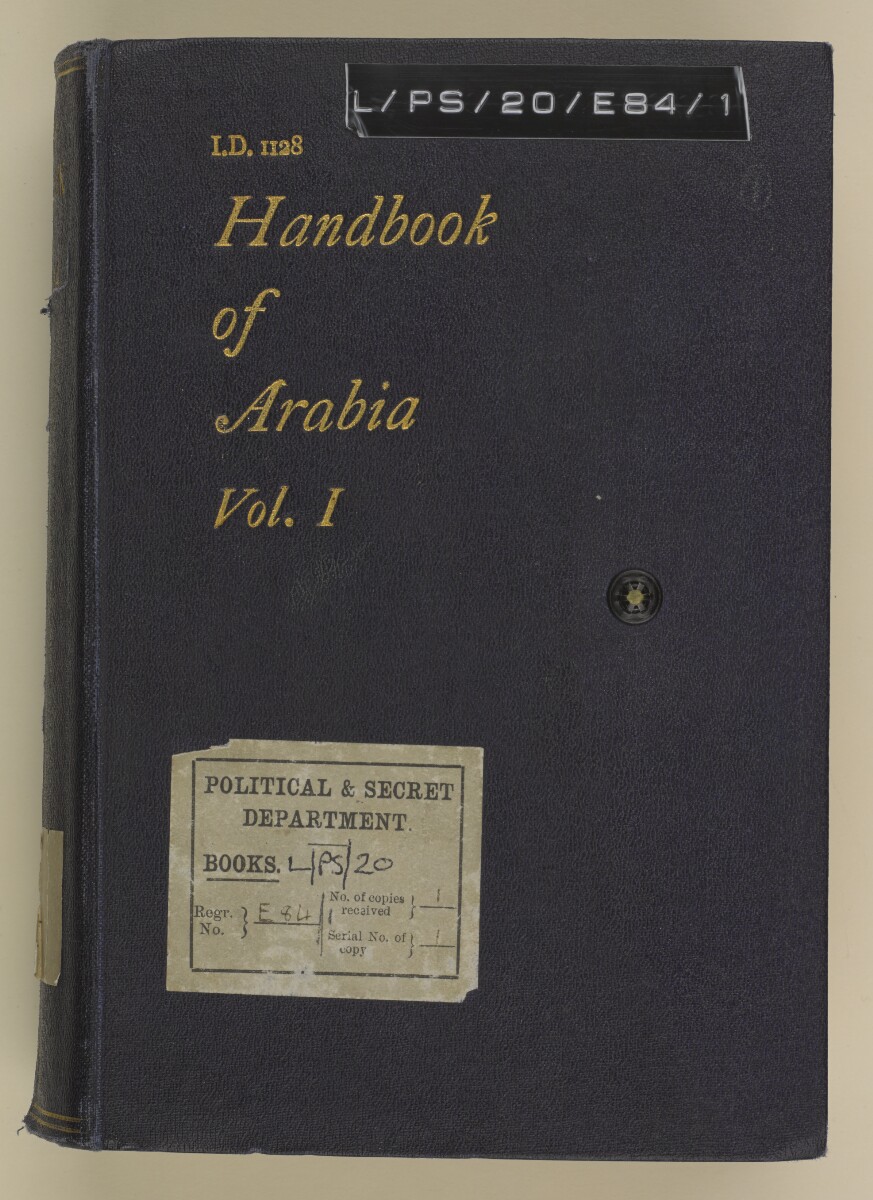 L/PS/20/E84/1
I.D. 1128
Handbook
of
Arabia
Vol. I
POLITICAL & SECRET
DEPARTMENT.
BOOKS. L/PS/20
Regr. No. } E 84
No. of copies received } 1
Serial No. of copy } 1